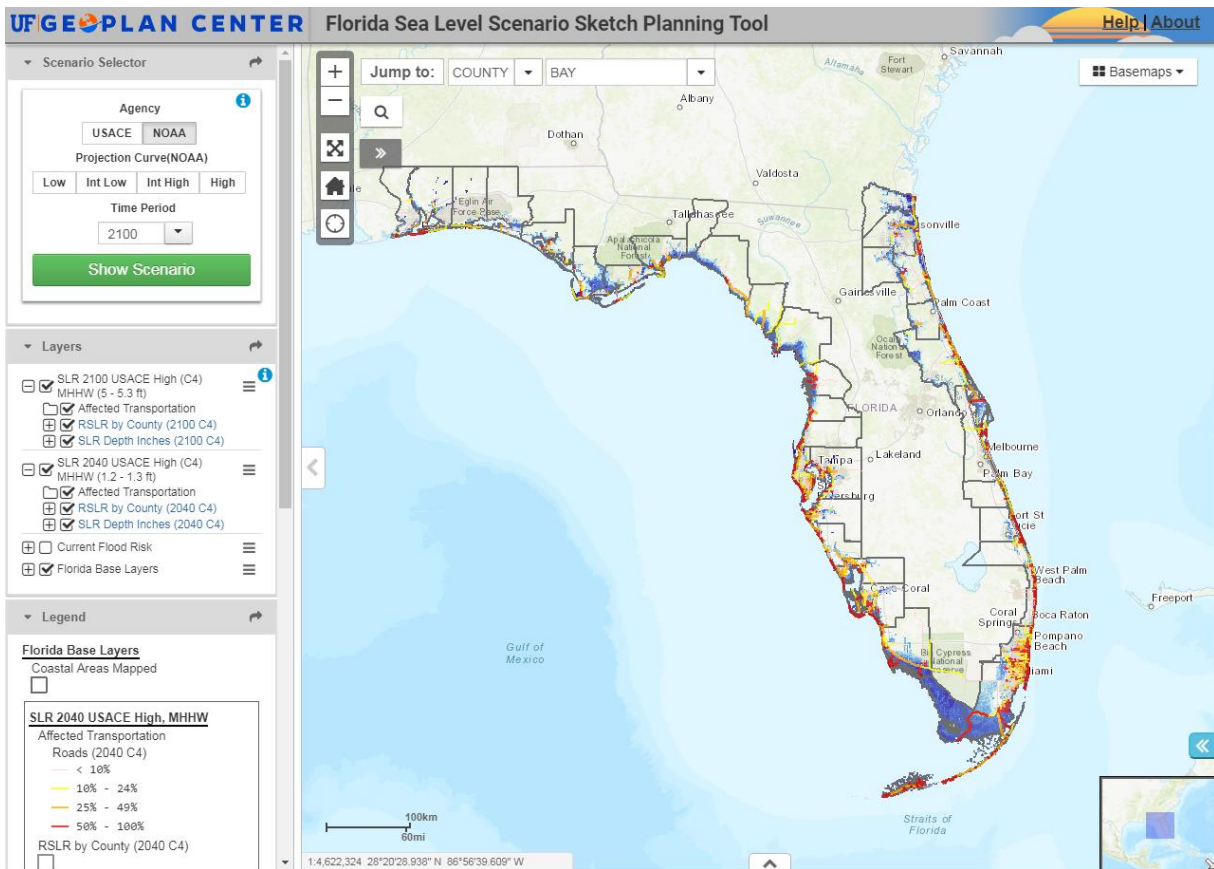 UF GEOPLAN CENTER
Florida Sea Level Scenario Sketch Planning Tool
Help | About
Scenario Selector
Agency
USACE NOAA
Projection Curve(NOAA)
Low Int Low Int High High
Time Period
2100
Show Scenario
Layers
SLR 2100 USACE High (C4)
MHHW (5 - 5.3 ft)
Affected Transportation
RSLR by County (2100 C4)
SLR Depth Inches (2100 C4)
SLR 2040 USACE High (C4)
MHHW (1.2 - 1.3 ft)
Affected Transportation
RSLR by County (2040 C4)
SLR Depth Inches (2040 C4)
Current Flood Risk
Florida Base Layers
Legend
Florida Base Layers
Coastal Areas Mapped
SLR 2040 USACE High, MHHW
Affected Transportation
Roads (2040 C4)
< 10%
10% - 24%
25% - 49%
50% - 100%
RSLR by County (2040 C4)
Jump to: COUNTY BAY
Basemaps
Savannah
Altamaha
Fort
Stewart
Albany
Dothan
Valdosta
Eglin Air
Force Base
Tallahassee
Suwannee
sonville
Apalachicola
National
Forest
Gainesville
Palm Coast
Ocala
National
Forest
FLORIDA
Orlando
Melbourne
Tampa
Lakeland
Palm Bay
St
Petersburg
Fort St
Lucie
West Palm
Beach
Cape Coral
Freeport
Coral
Springs
Boca Raton
Pompano
Beach
Big Cypress
National
Preserve
Miami
Gulf of
Mexico
Straits of
Florida
100km
60mi
1:4,622,324 28°20'28.938" N 86°56'39.609" W